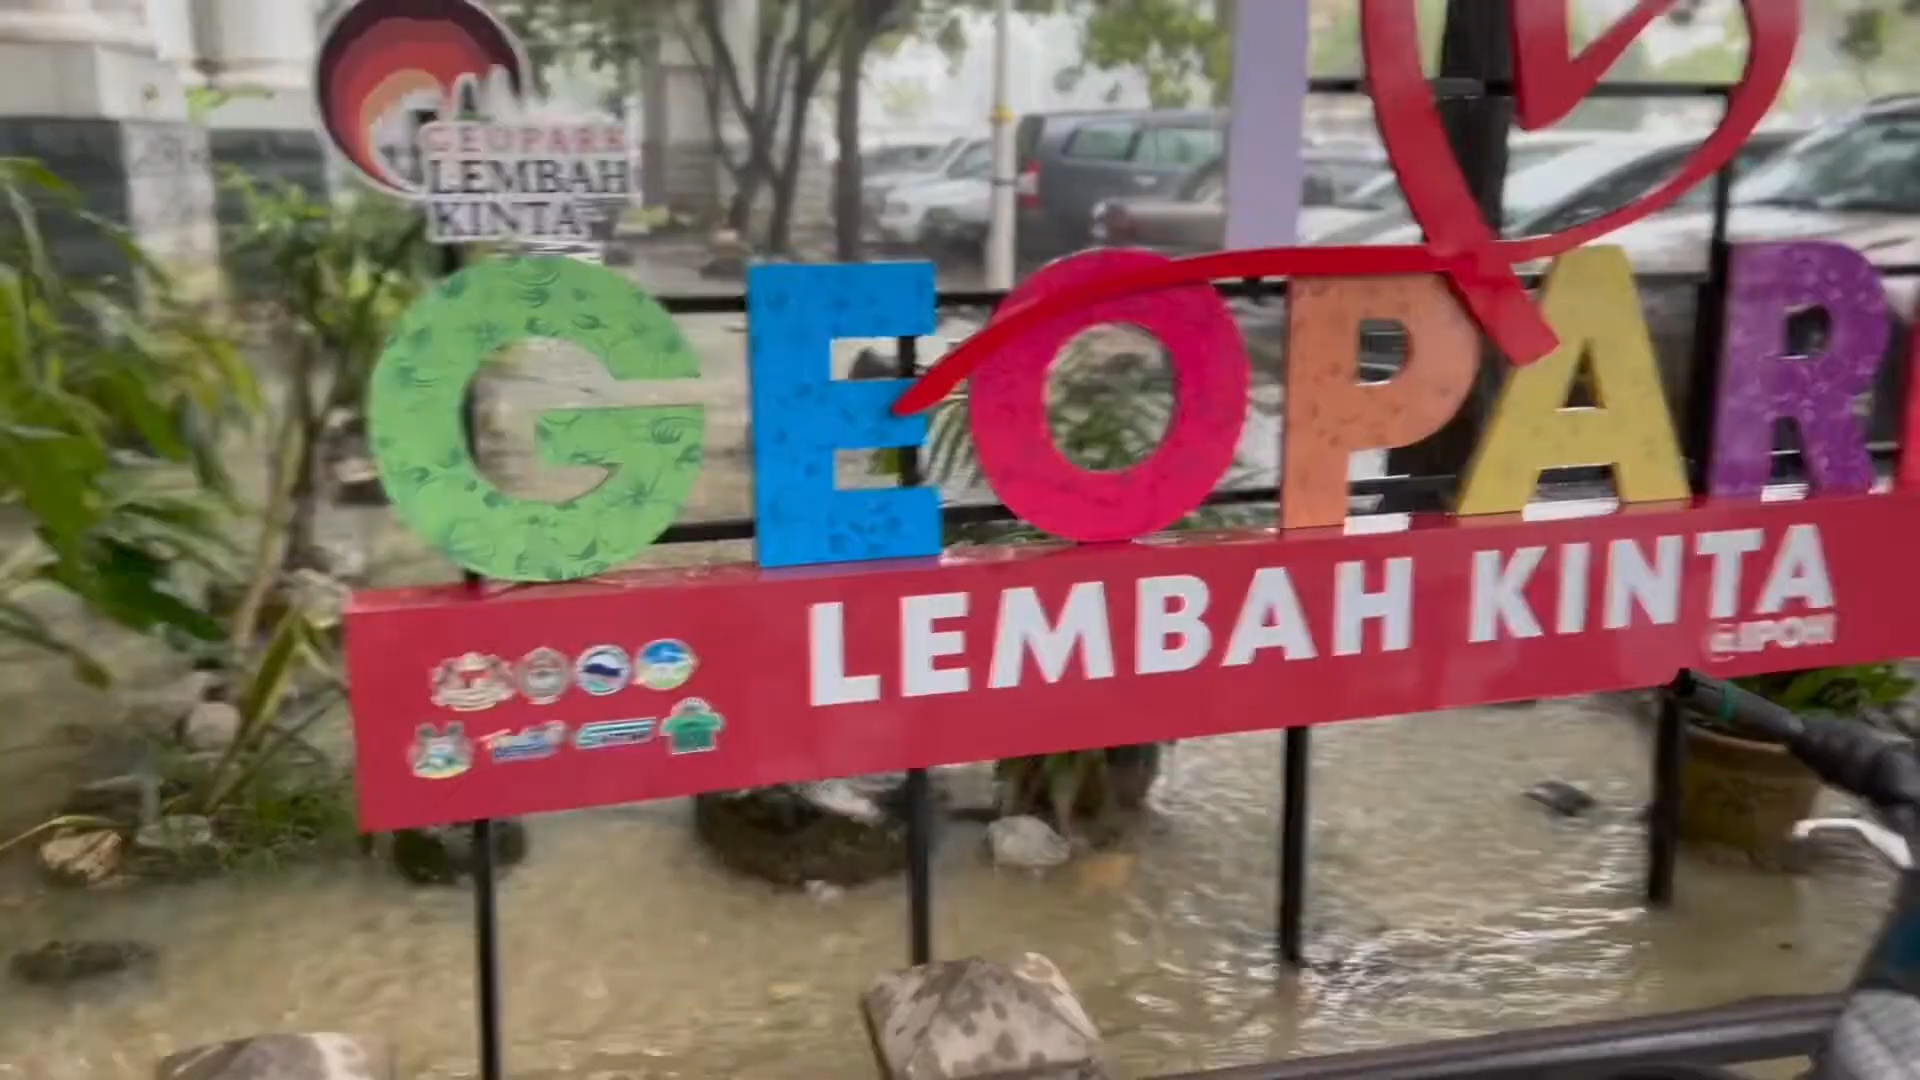 GEOPARK
LEMBAH
KINTA
GEOPAR
LEMBAH KINTA
@ IPOH